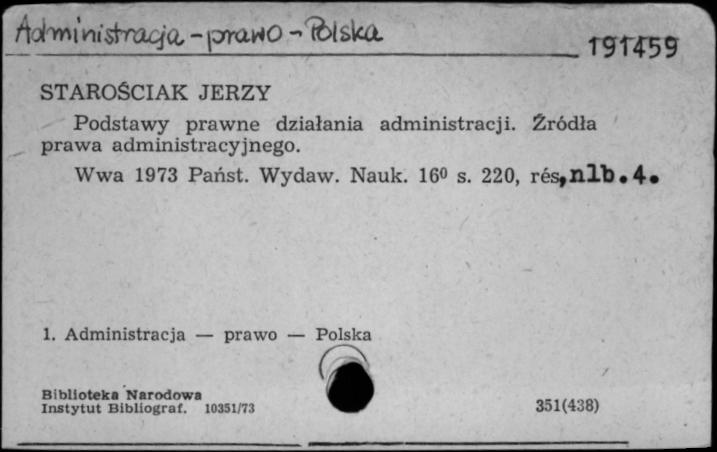 Administracja - prawo - Polska
191459
STAROŚCIAK JERZY
Podstawy prawne działania administracji. Źródła
prawa administracyjnego.
Wwa 1973 Państ. Wydaw. Nauk. 16⁰ s. 220, rés, nlb.4.
1. Administracja — prawo — Polska
Biblioteka Narodowa
Instytut Bibliograf. 10351/73
351(438)